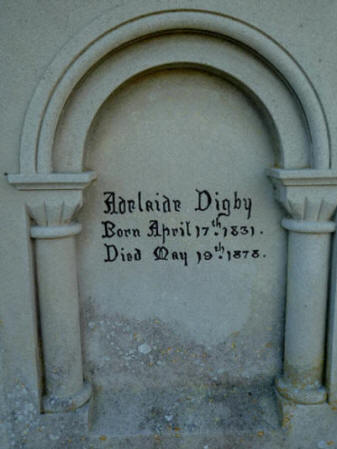 Adelaide Digby
Born April 17th. 1831.
Died May 19th. 1878.